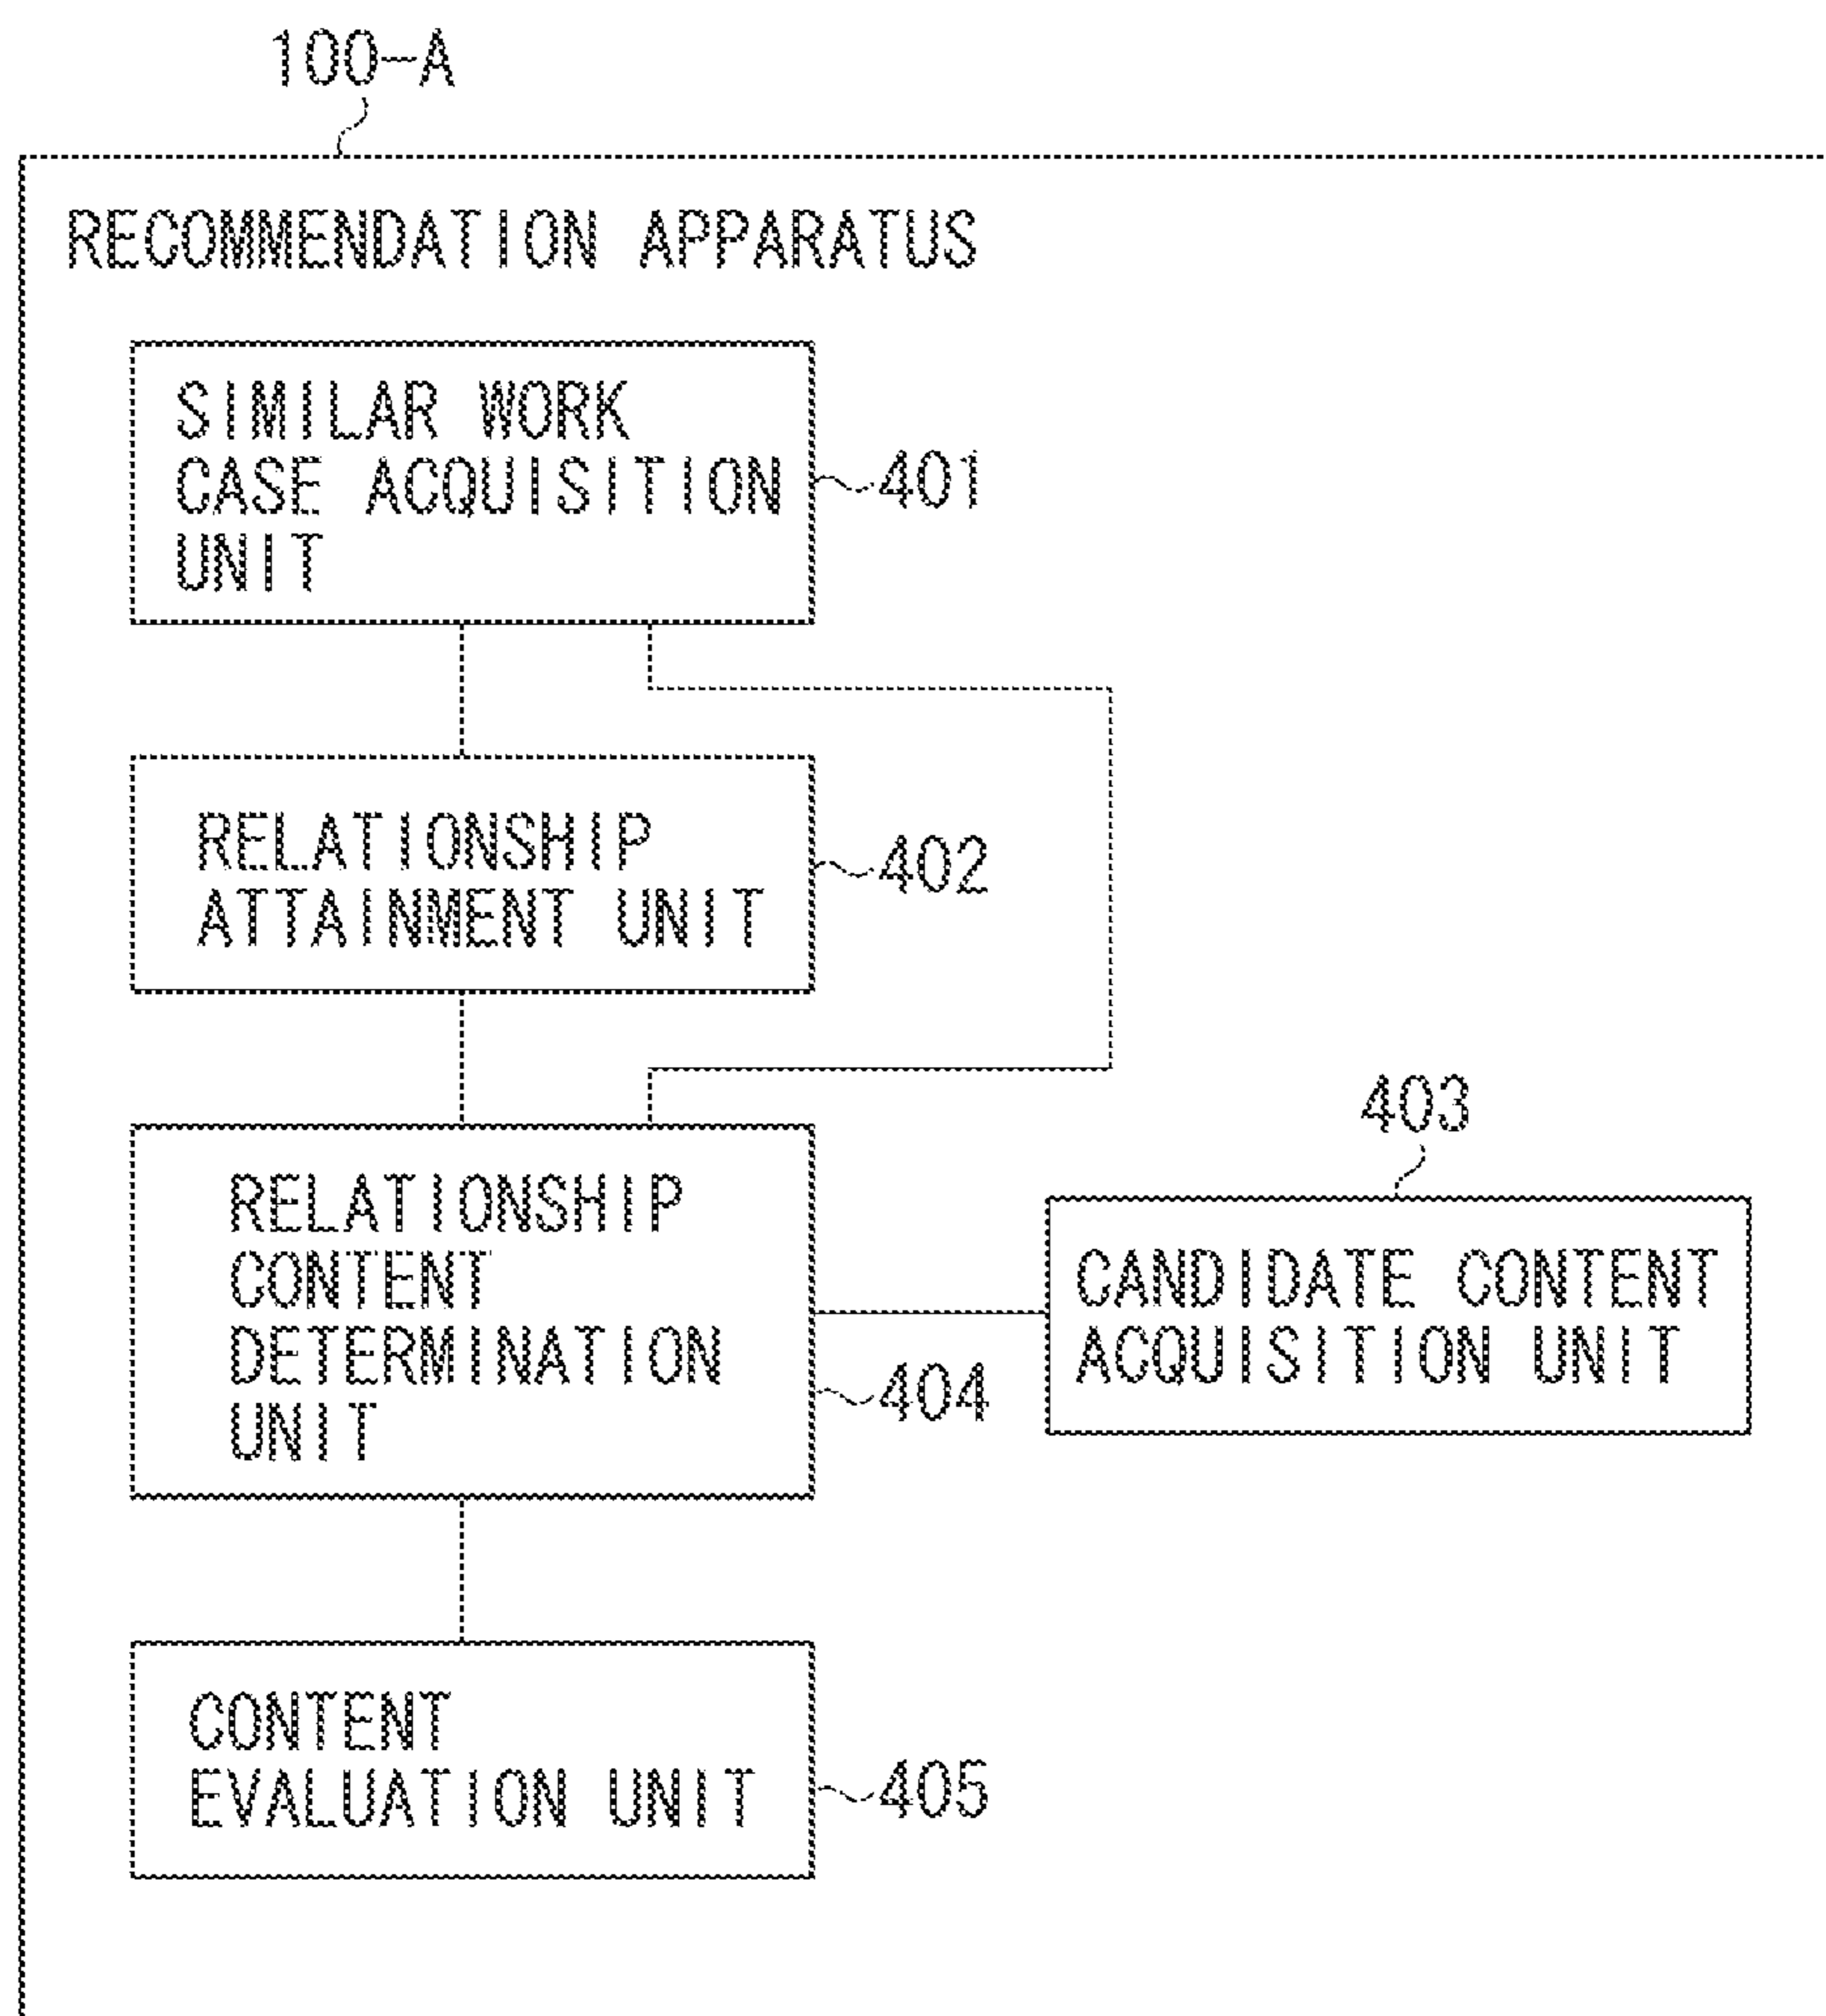 100-A
RECOMMENDATION APPARATUS
SIMILAR WORK
CASE ACQUISITION
UNIT
401
RELATIONSHIP
ATTAINMENT UNIT
402
403
RELATIONSHIP
CONTENT
DETERMINATION
UNIT
404
CANDIDATE CONTENT
ACQUISITION UNIT
CONTENT
EVALUATION UNIT
405